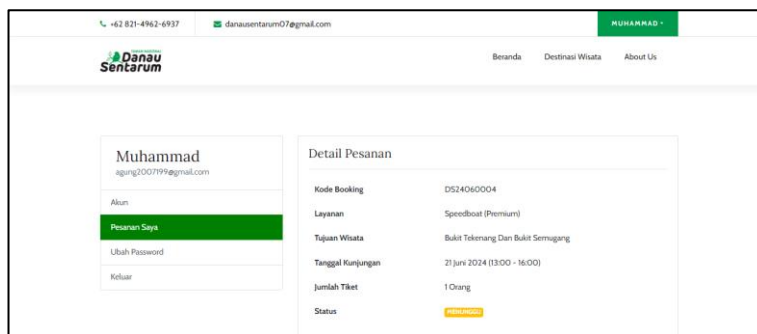 +62 821-4962-6937 danausentarum07@gmail.com MUHAMMAD
Danau
Sentarum
Beranda Destinasi Wisata About Us
Muhammad
agung2007199@gmail.com
Akun
Pesanan Saya
Ubah Password
Keluar
Detail Pesanan
Kode Booking DS24060004
Layanan Speedboat (Premium)
Tujuan Wisata Bukit Tekenang Dan Bukit Semugang
Tanggal Kunjungan 21 Juni 2024 (13:00 - 16:00)
Jumlah Tiket 1 Orang
Status MENUNGGU